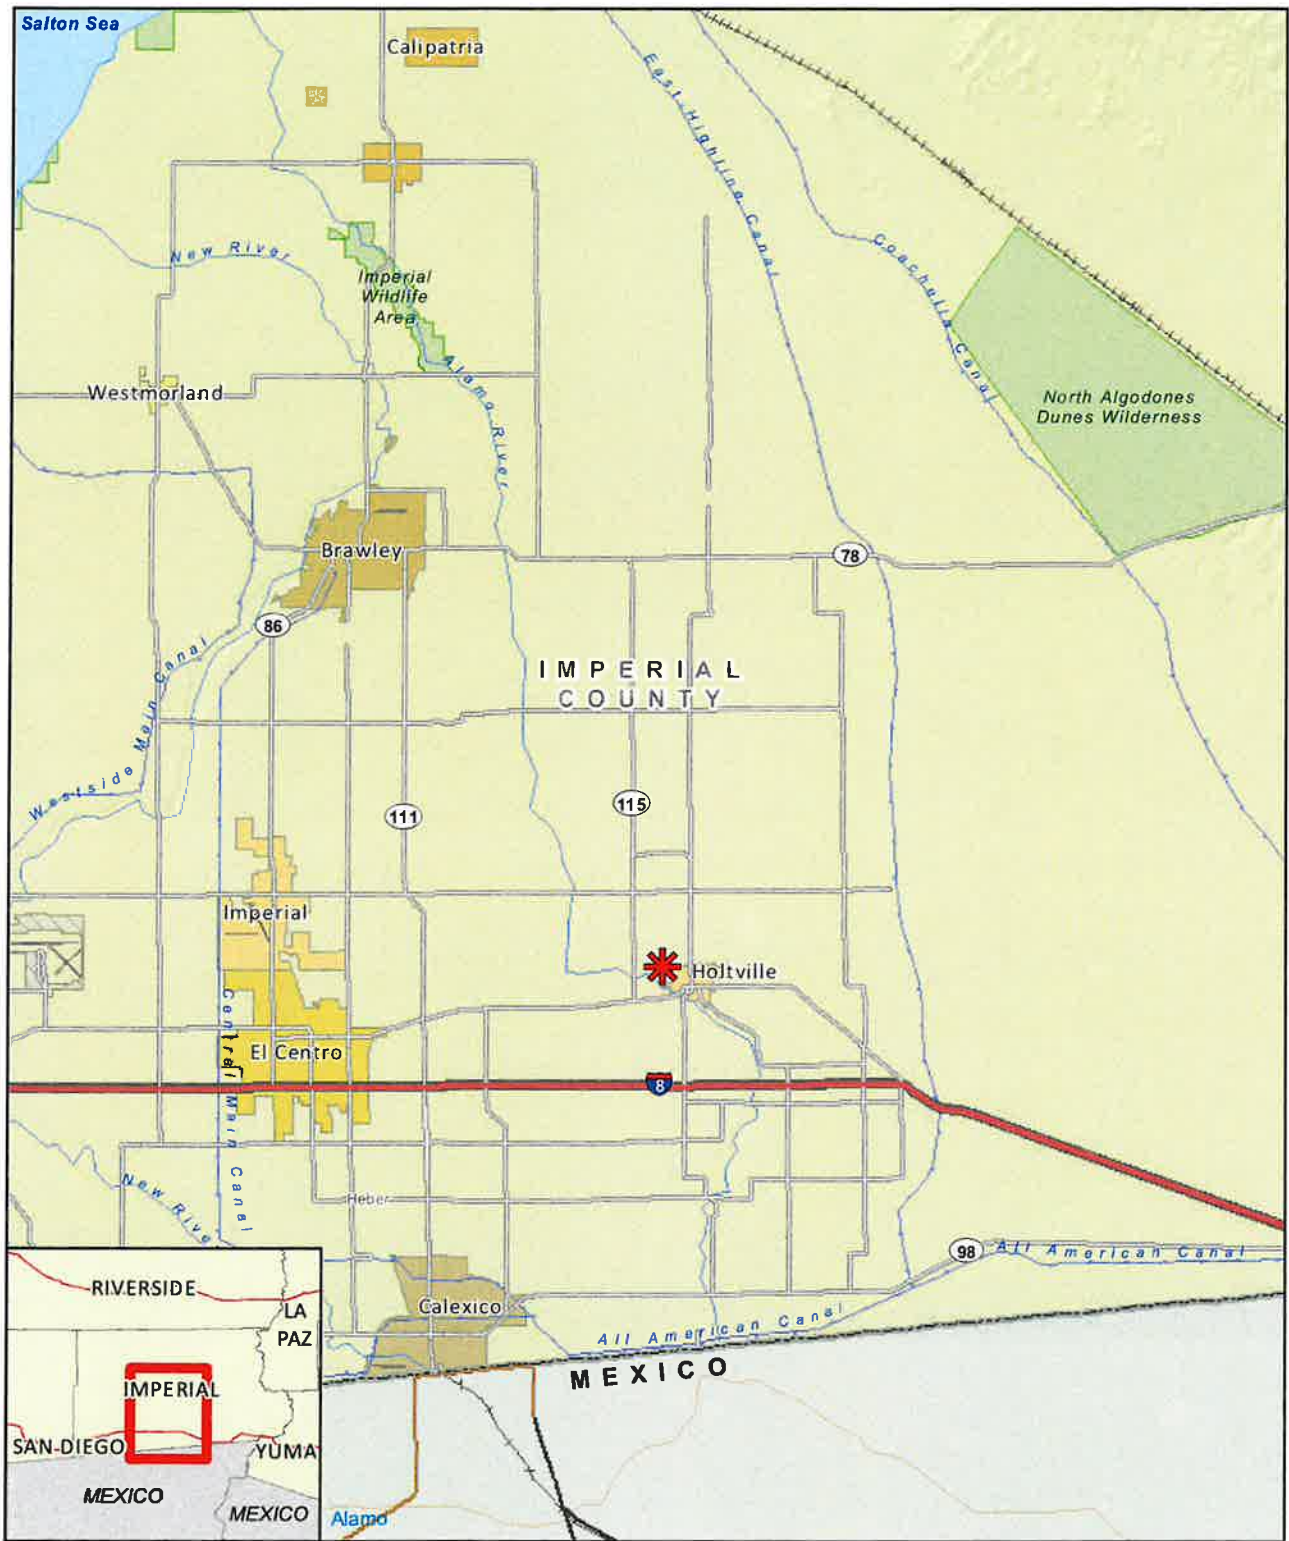 Salton Sea
Calipatria
East Highline Canal
New River
Imperial
Wildlife
Area
Coachella Canal
Alamo River
Westmorland
North Algodones
Dunes Wilderness
Brawley
78
86
IMPERIAL
COUNTY
Westside Main Canal
111
115
Imperial
Holtville
Central Main Canal
El Centro
8
New Rive
Heber
98
All American Canal
Calexico
All American Canal
MEXICO
RIVERSIDE
LA
PAZ
IMPERIAL
SAN DIEGO
YUMA
MEXICO
MEXICO
Alamo